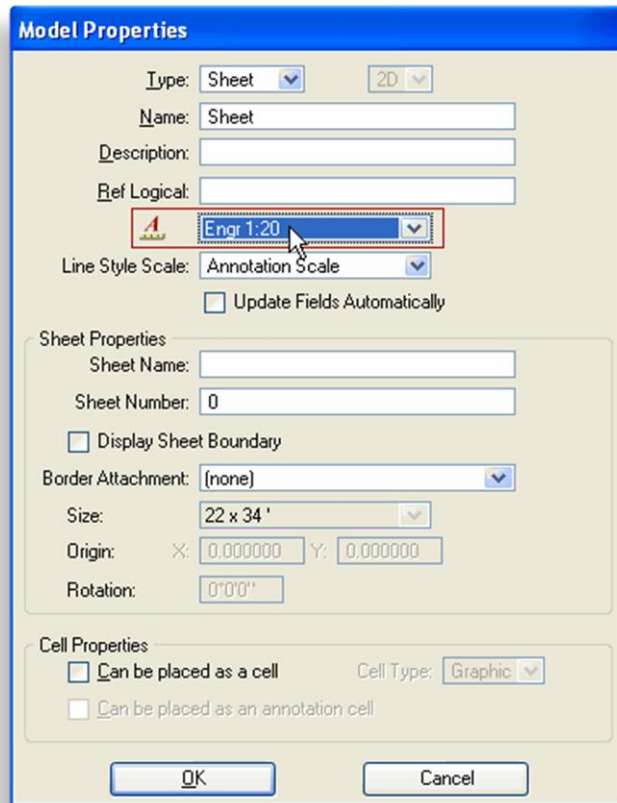 Model Properties
Type: Sheet 2D
Name: Sheet
Description:
Ref Logical:
A Engr 1:20
Line Style Scale: Annotation Scale
Update Fields Automatically
Sheet Properties
Sheet Name:
Sheet Number: 0
Display Sheet Boundary
Border Attachment: (none)
Size: 22 x 34 '
Origin: X: 0.000000 Y: 0.000000
Rotation: 0°0'0"
Cell Properties
Can be placed as a cell Cell Type: Graphic
Can be placed as an annotation cell
OK Cancel